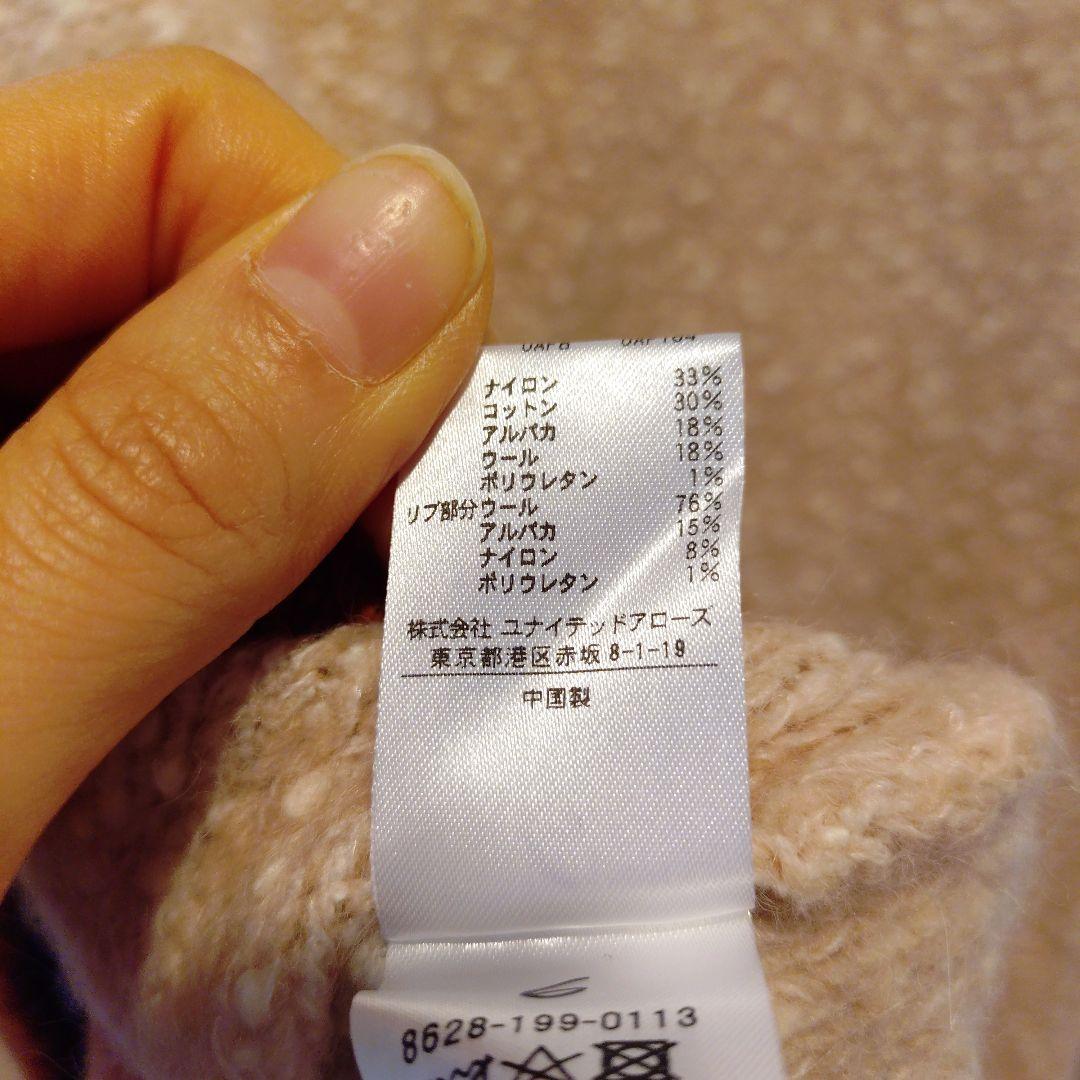 ナイロン 33%
コットン 30%
アルパカ 18%
ウール 18%
ポリウレタン 1%
リブ部分ウール 76%
アルパカ 15%
ナイロン 8%
ポリウレタン 1%
株式会社 ユナイテッドアローズ
東京都港区赤坂 8-1-19
中国製
8628-199-0113